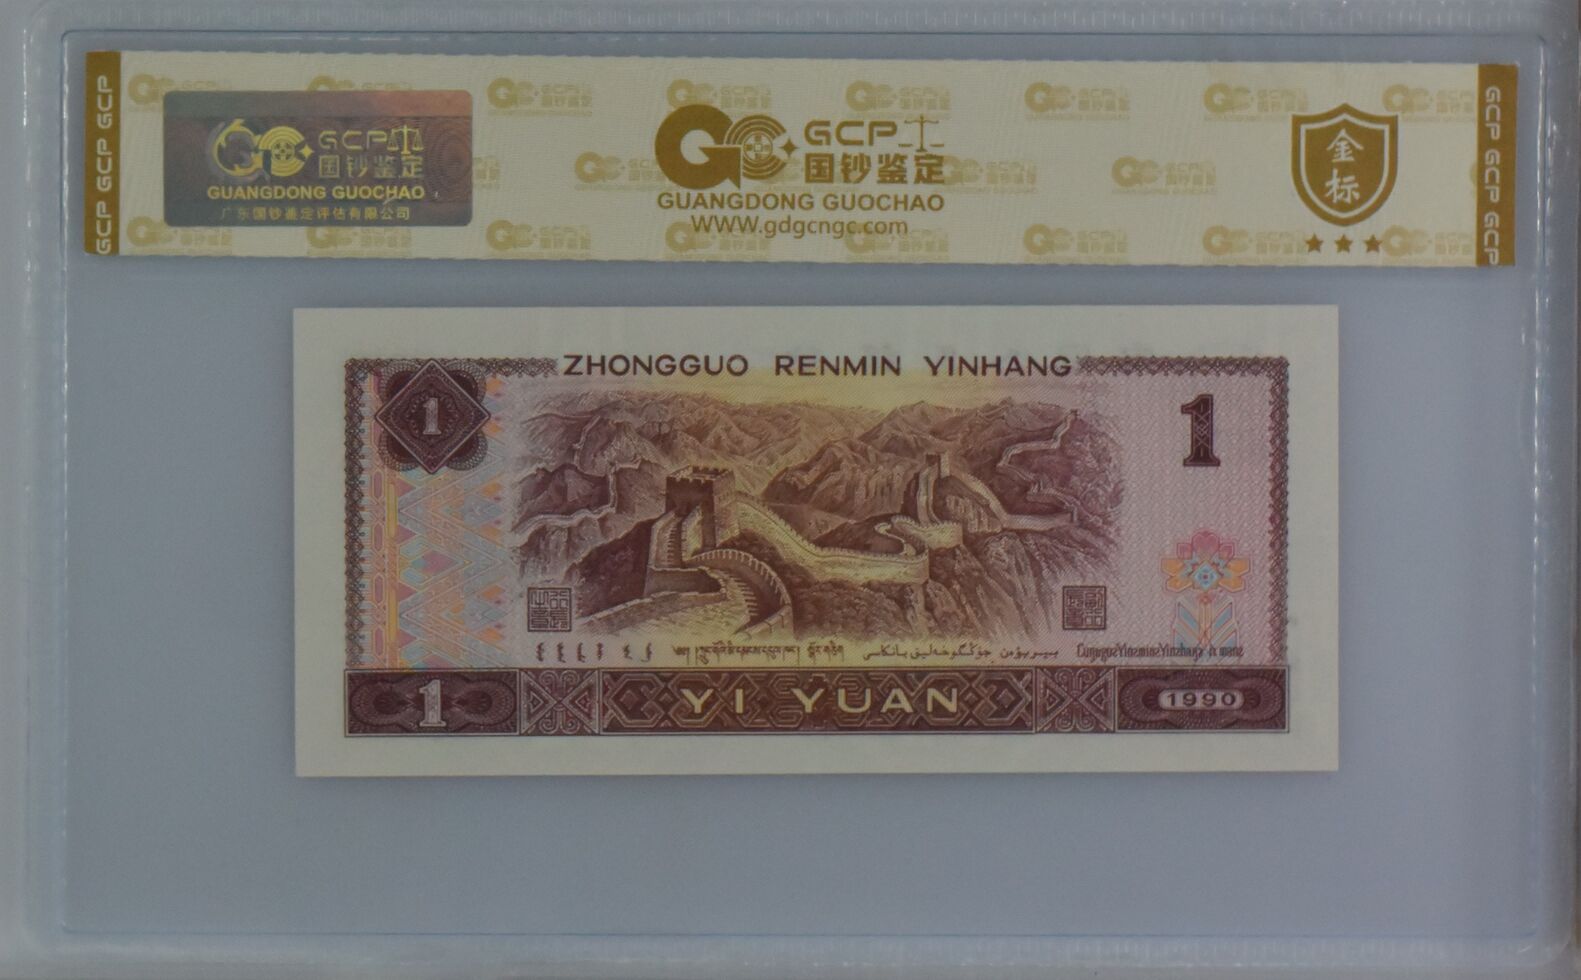 GCP GCP GCP
GCP
国钞鉴定
GUANGDONG GUOCHAO
广东国钞鉴定评估有限公司
GCP
国钞鉴定
GUANGDONG GUOCHAO
WWW.gdgcngc.com
金
标
GCP GCP GCP
ZHONGGUO RENMIN YINHANG
1
1
1
YI YUAN
1990